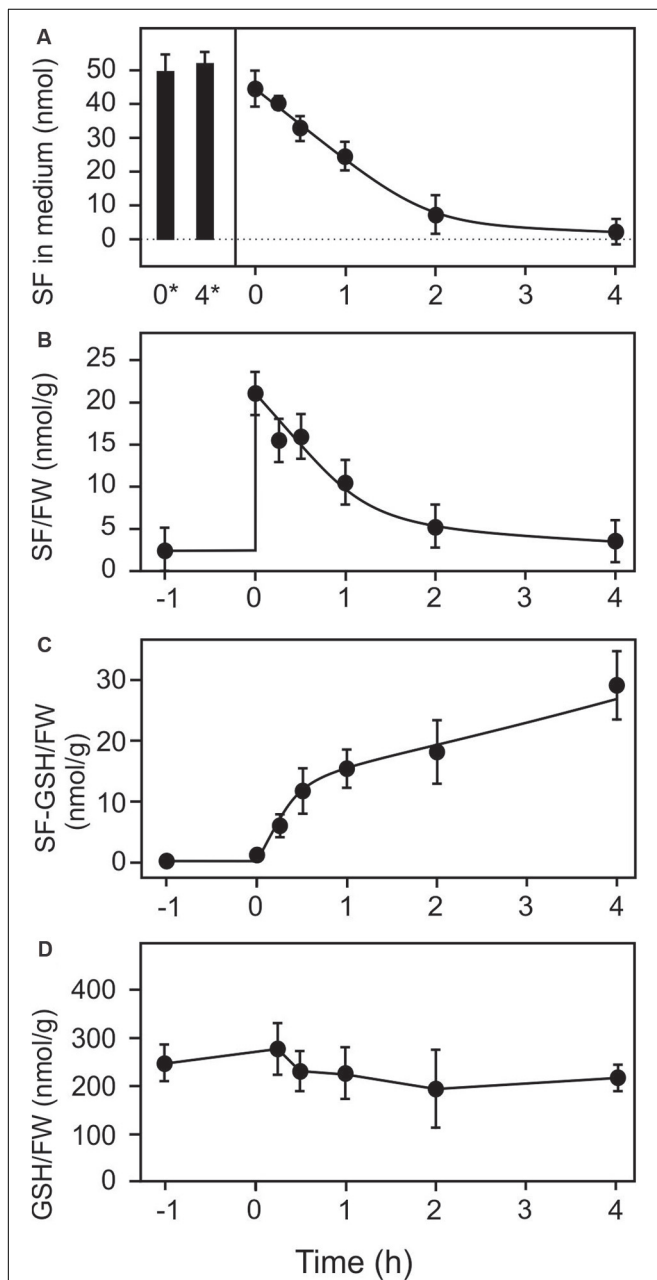 A
SF in medium (nmol)
50
40
30
20
10
0
0* 4* 0 1 2 3 4
B
SF/FW (nmol/g)
25
20
15
10
5
0
-1 0 1 2 3 4
C
SF-GSH/FW
(nmol/g)
30
20
10
0
-1 0 1 2 3 4
D
GSH/FW (nmol/g)
400
300
200
100
0
-1 0 1 2 3 4
Time (h)